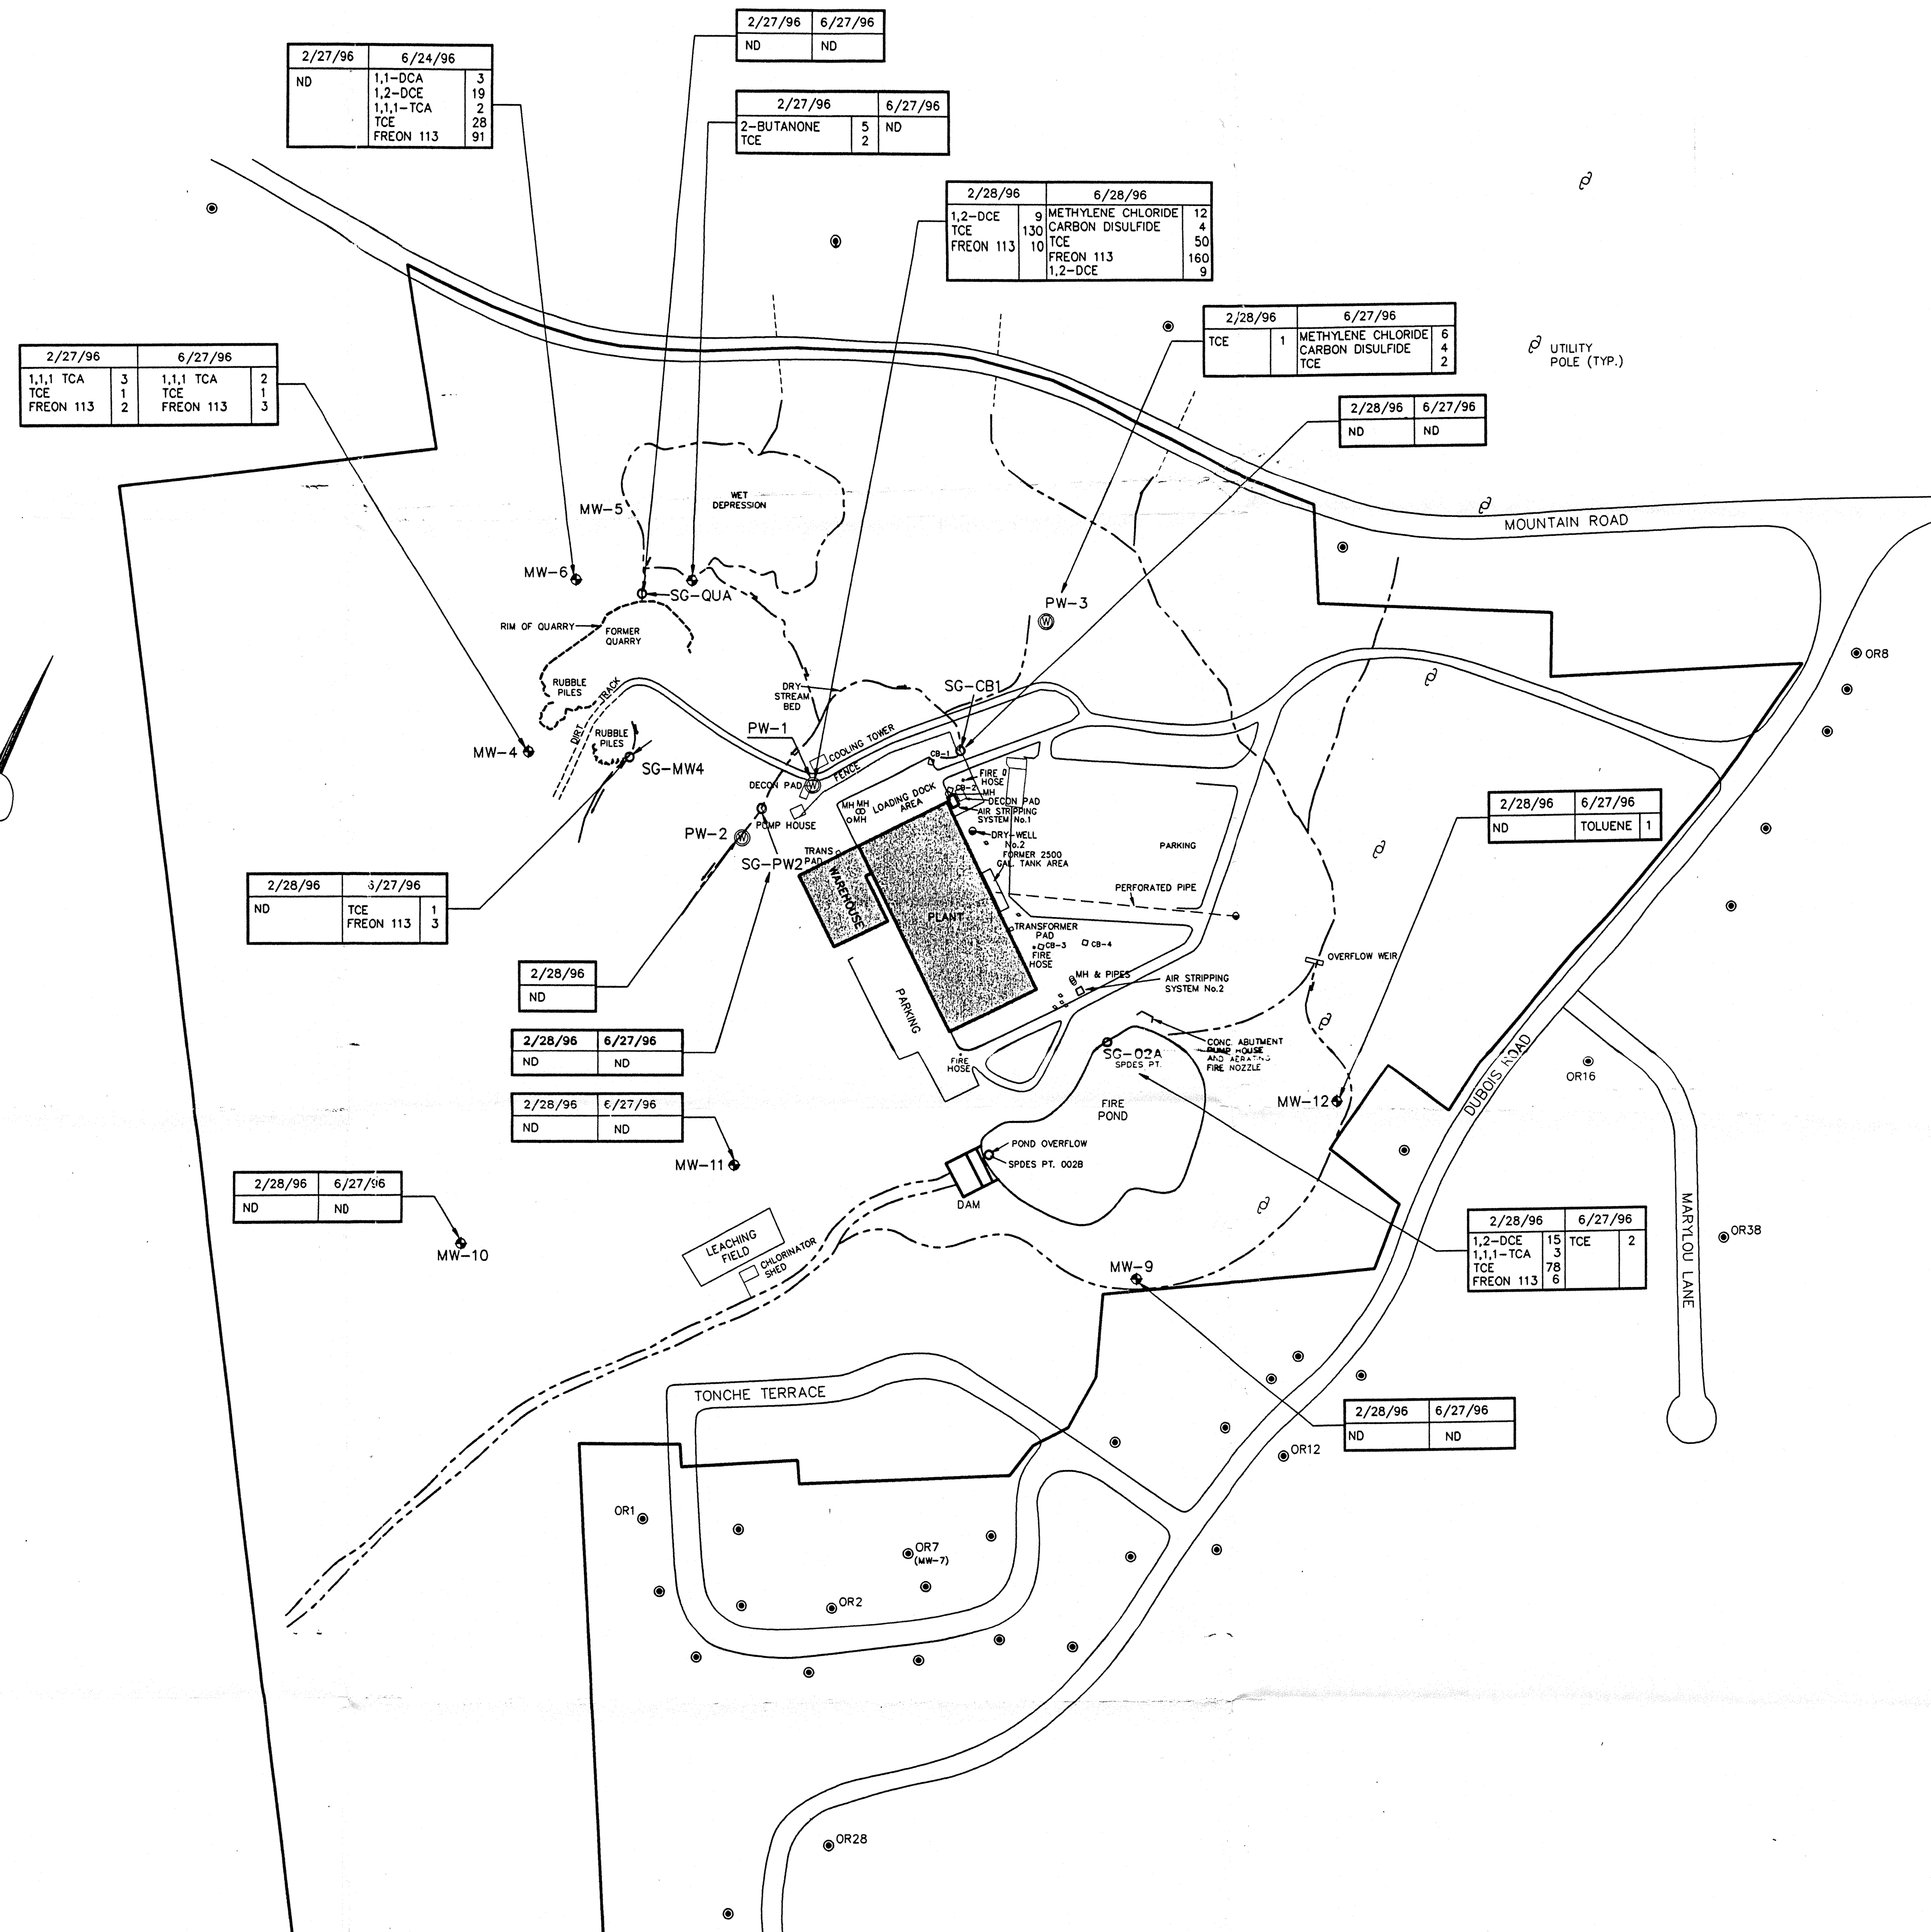 2/27/96 6/27/96
ND ND
2/27/96 6/24/96
ND 1,1-DCA 3
1,2-DCE 19
1,1,1-TCA 2
TCE 28
FREON 113 91
2/27/96 6/27/96
2-BUTANONE 5 ND
TCE 2
2/28/96 6/28/96
1,2-DCE 9 METHYLENE CHLORIDE 12
TCE 130 CARBON DISULFIDE 4
FREON 113 10 TCE 50
FREON 113 160
1,2-DCE 9
2/28/96 6/27/96
TCE 1 METHYLENE CHLORIDE 6
CARBON DISULFIDE 4
TCE 2
UTILITY
POLE (TYP.)
2/27/96 6/27/96
1,1,1 TCA 3 1,1,1 TCA 2
TCE 1 TCE 1
FREON 113 2 FREON 113 3
2/28/96 6/27/96
ND ND
WET
DEPRESSION
MW-5
MOUNTAIN ROAD
MW-6
SG-QUA
PW-3
W
RIM OF QUARRY
FORMER
QUARRY
OR8
RUBBLE
PILES
DIRT TRACK
DRY
STREAM
BED
SG-CB1
PW-1
COOLING TOWER
FENCE
RUBBLE
PILES
MW-4
SG-MW4
CB-1
DECON PAD
W
FIRE
HOSE
CB-2
MH
DECON PAD
AIR STRIPPING
SYSTEM No.1
LOADING DOCK
AREA
MH MH
MH
PUMP HOUSE
PW-2
W
DRY-WELL
No.2
FORMER 2500
GAL. TANK AREA
PARKING
2/28/96 6/27/96
ND TOLUENE 1
TRANS
PAD
SG-PW2
WAREHOUSE
PLANT
PERFORATED PIPE
2/28/96 6/27/96
ND TCE 1
FREON 113 3
TRANSFORMER
PAD
CB-3
CB-4
FIRE
HOSE
OVERFLOW WEIR
2/28/96
ND
MH & PIPES
AIR STRIPPING
SYSTEM No.2
PARKING
2/28/96 6/27/96
ND ND
FIRE
HOSE
SG-02A
SPDES PT.
CONC. ABUTMENT
PUMP HOUSE
AND AERATING
FIRE NOZZLE
DUBOIS ROAD
OR16
2/28/96 6/27/96
ND ND
FIRE
POND
MW-12
POND OVERFLOW
SPDES PT. 002B
MW-11
DAM
2/28/96 6/27/96
ND ND
MW-10
LEACHING
FIELD
CHLORINATOR
SHED
MARYLOU LANE
OR38
2/28/96 6/27/96
1,2-DCE 15 TCE 2
1,1,1-TCA 3
TCE 78
FREON 113 6
MW-9
TONCHE TERRACE
2/28/96 6/27/96
ND ND
OR12
OR1
OR7
(MW-7)
OR2
OR28